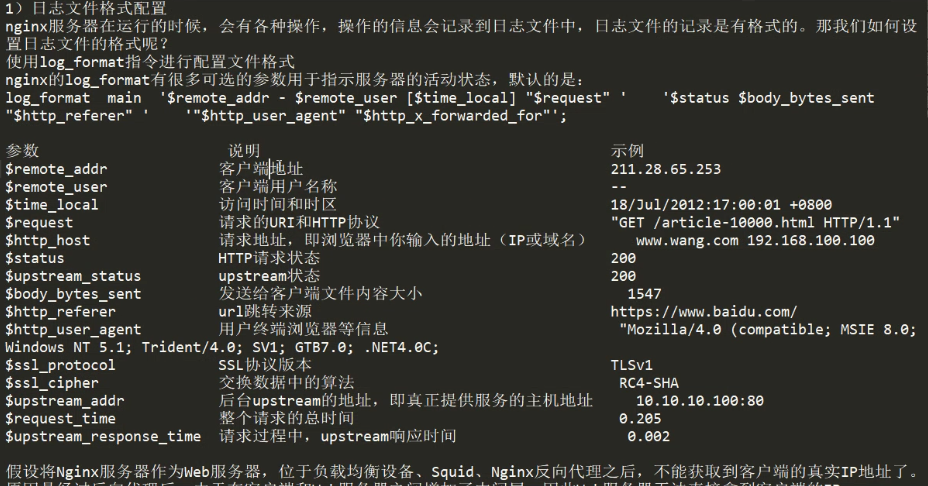 1）日志文件格式配置
nginx服务器在运行的时候，会有各种操作，操作的信息会记录到日志文件中，日志文件的记录是有格式的。那我们如何设
置日志文件的格式呢？
使用log_format指令进行配置文件格式
nginx的log_format有很多可选的参数用于指示服务器的活动状态，默认的是：
log_format  main  '$remote_addr - $remote_user [$time_local] "$request" '    '$status $body_bytes_sent
"$http_referer" '    '"$http_user_agent" "$http_x_forwarded_for"';
参数 说明 示例
$remote_addr 客户端地址 211.28.65.253
$remote_user 客户端用户名称 --
$time_local 访问时间和时区 18/Jul/2012:17:00:01 +0800
$request 请求的URI和HTTP协议 "GET /article-10000.html HTTP/1.1"
$http_host 请求地址，即浏览器中你输入的地址（IP或域名） www.wang.com 192.168.100.100
$status HTTP请求状态 200
$upstream_status upstream状态 200
$body_bytes_sent 发送给客户端文件内容大小 1547
$http_referer url跳转来源 https://www.baidu.com/
$http_user_agent 用户终端浏览器等信息 "Mozilla/4.0 (compatible; MSIE 8.0;
Windows NT 5.1; Trident/4.0; SV1; GTB7.0; .NET4.0C;
$ssl_protocol SSL协议版本 TLSv1
$ssl_cipher 交换数据中的算法 RC4-SHA
$upstream_addr 后台upstream的地址，即真正提供服务的主机地址 10.10.10.100:80
$request_time 整个请求的总时间 0.205
$upstream_response_time 请求过程中，upstream响应时间 0.002
假设将Nginx服务器作为Web服务器，位于负载均衡设备、Squid、Nginx反向代理之后，不能获取到客户端的真实IP地址了。